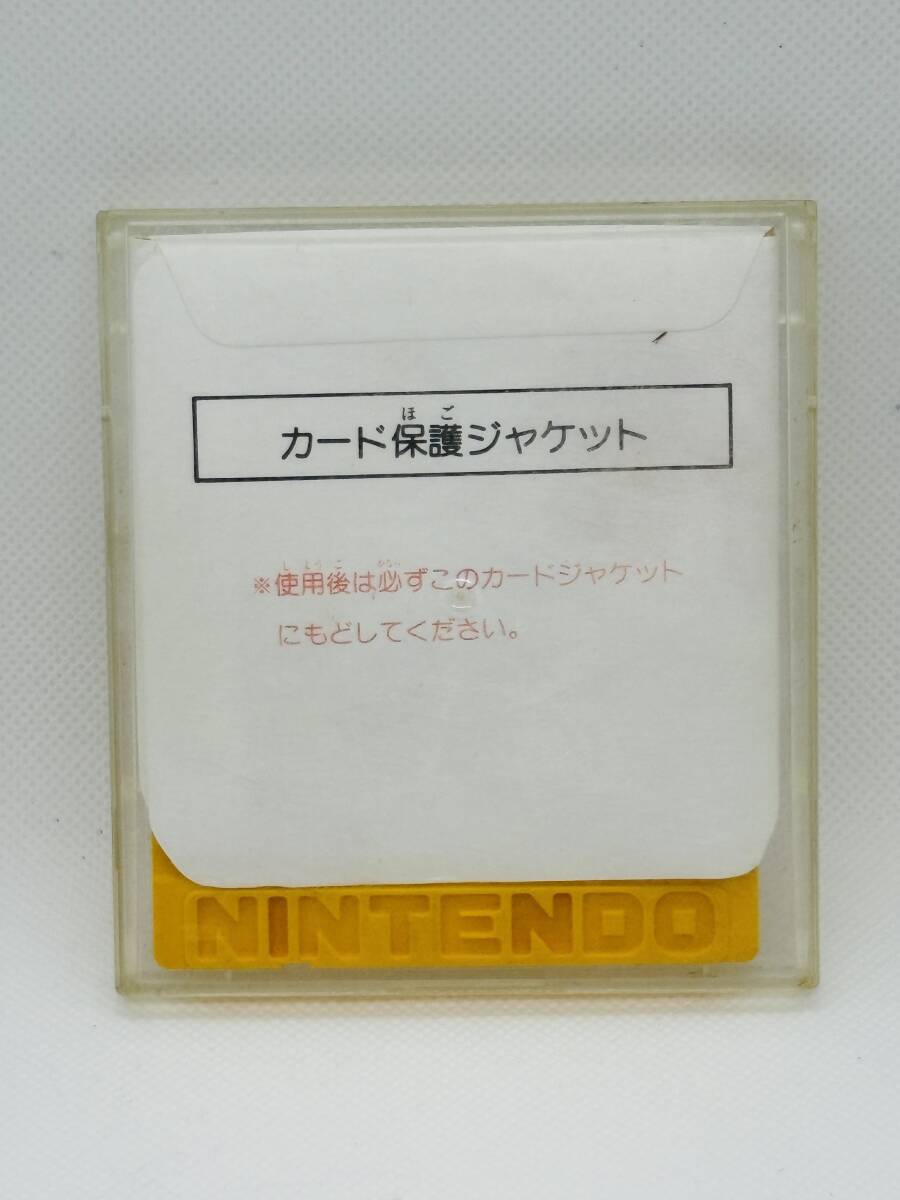 ほご
カード保護ジャケット
しようご かなら
※使用後は必ずこのカードジャケット
にもどしてください。
NINTENDO